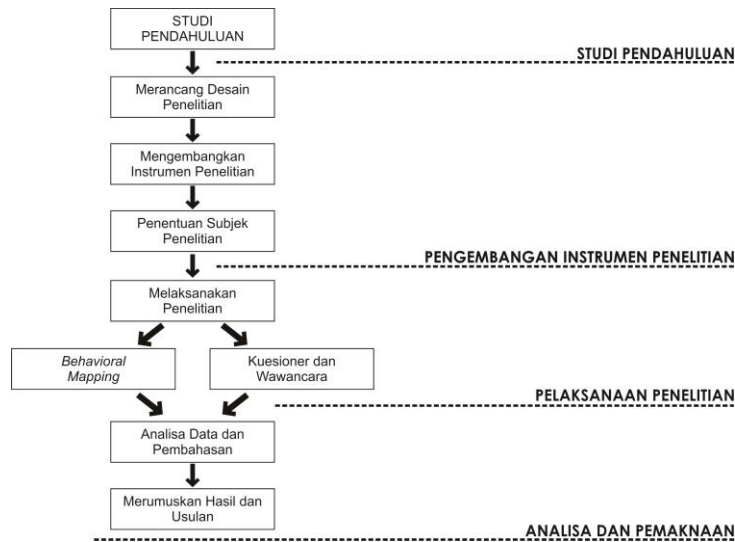 STUDI
PENDAHULUAN
STUDI PENDAHULUAN
Merancang Desain
Penelitian
Mengembangkan
Instrumen Penelitian
Penentuan Subjek
Penelitian
PENGEMBANGAN INSTRUMEN PENELITIAN
Melaksanakan
Penelitian
Behavioral
Mapping
Kuesioner dan
Wawancara
PELAKSANAAN PENELITIAN
Analisa Data dan
Pembahasan
Merumuskan Hasil dan
Usulan
ANALISA DAN PEMAKNAAN